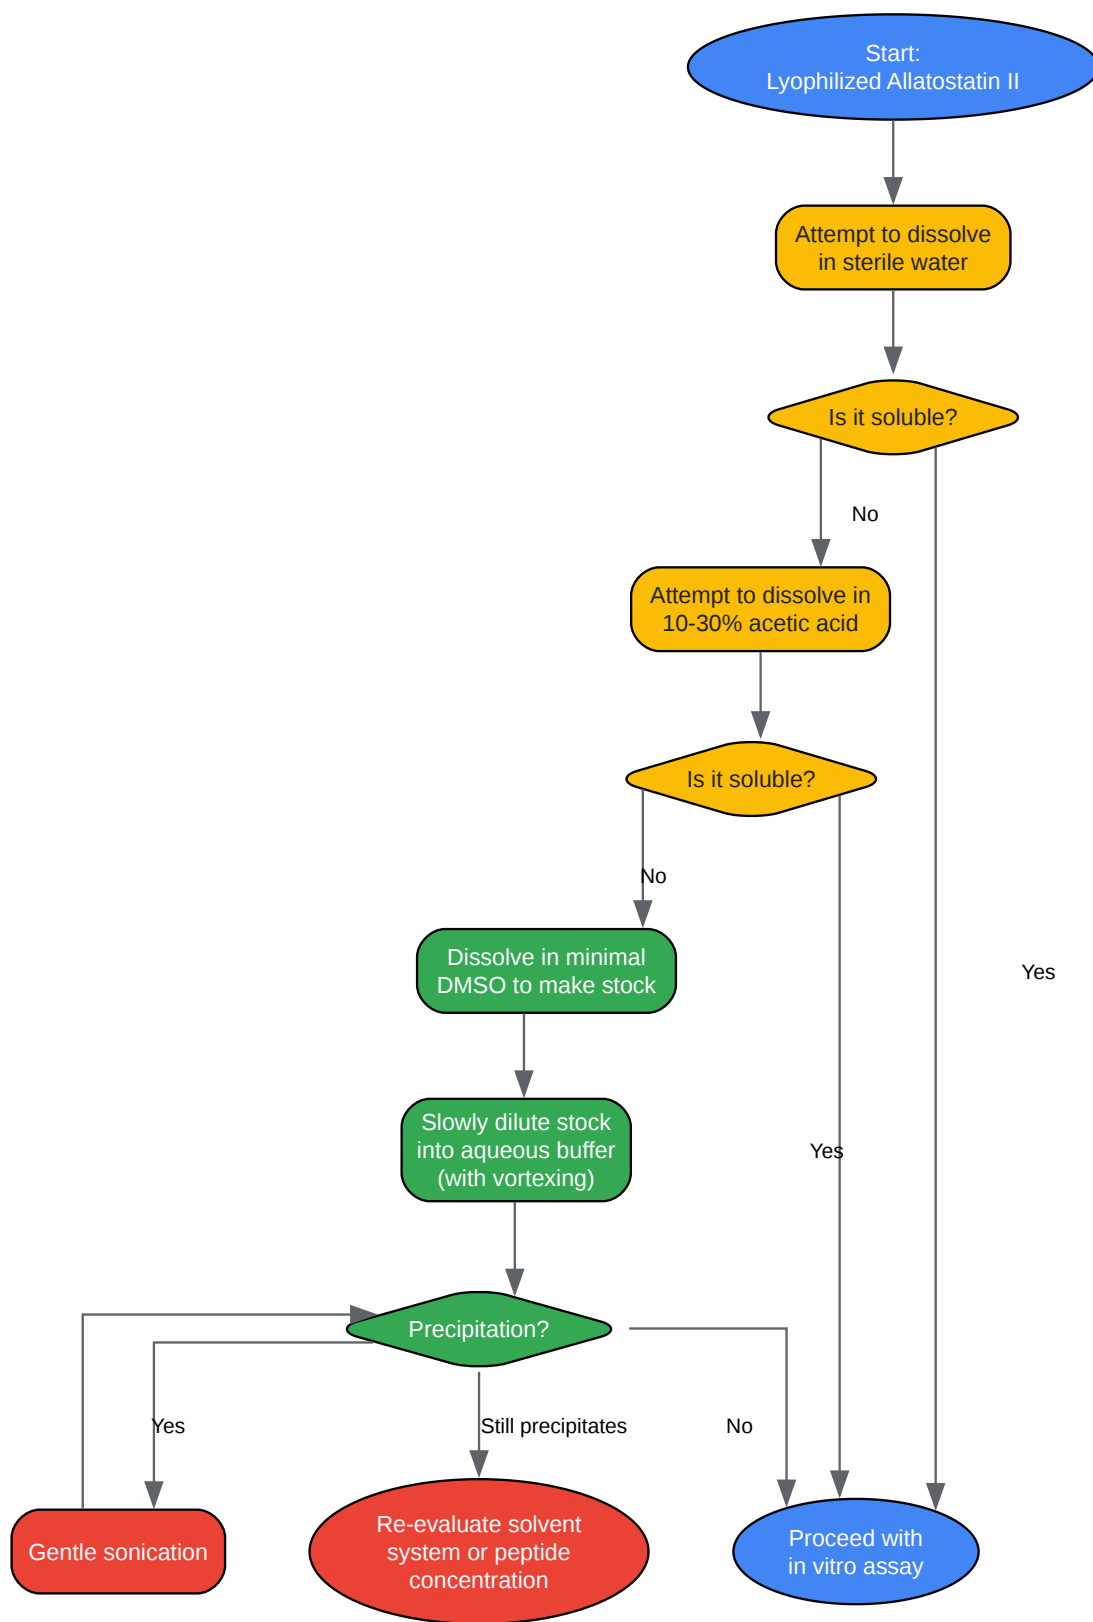 Start:
Lyophilized Allatostatin II
Attempt to dissolve
in sterile water
Is it soluble?
No
Attempt to dissolve in
10-30% acetic acid
Is it soluble?
No
Dissolve in minimal
DMSO to make stock
Yes
Slowly dilute stock
into aqueous buffer
(with vortexing)
Yes
Precipitation?
Yes
Still precipitates
No
Gentle sonication
Re-evaluate solvent
system or peptide
concentration
Proceed with
in vitro assay